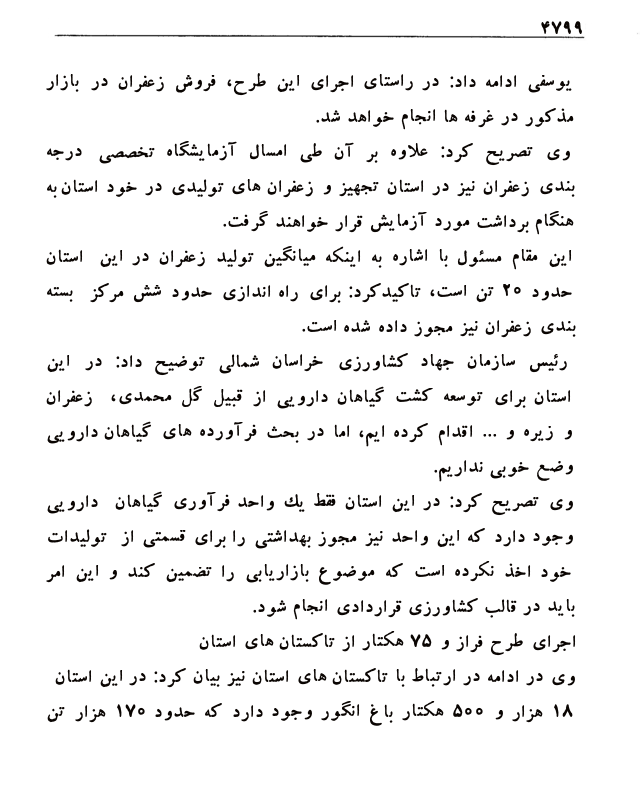 ۴۷۹۹
یوسفی ادامه داد: در راستای اجرای این طرح، فروش زعفران در بازار
مذکور در غرفه ها انجام خواهد شد.
وی تصریح کرد: علاوه بر آن طی امسال آزمایشگاه تخصصی درجه
بندی زعفران نیز در استان تجهیز و زعفران های تولیدی در خود استان به
هنگام برداشت مورد آزمایش قرار خواهند گرفت.
این مقام مسئول با اشاره به اینکه میانگین تولید زعفران در این استان
حدود ۲۰ تن است، تاکیدکرد: برای راه اندازی حدود شش مرکز بسته
بندی زعفران نیز مجوز داده شده است.
رئیس سازمان جهاد کشاورزی خراسان شمالی توضیح داد: در این
استان برای توسعه کشت گیاهان دارویی از قبیل گل محمدی، زعفران
و زیره و ... اقدام کرده ایم، اما در بحث فرآورده های گیاهان دارویی
وضع خوبی نداریم.
وی تصریح کرد: در این استان فقط یك واحد فرآوری گیاهان دارویی
وجود دارد که این واحد نیز مجوز بهداشتی را برای قسمتی از تولیدات
خود اخذ نکرده است که موضوع بازاریابی را تضمین کند و این امر
باید در قالب کشاورزی قراردادی انجام شود.
اجرای طرح فراز و ۷۵ هکتار از تاکستان های استان
وی در ادامه در ارتباط با تاکستان های استان نیز بیان کرد: در این استان
۱۸ هزار و ۵۰۰ هکتار باغ انگور وجود دارد که حدود ۱۷۰ هزار تن